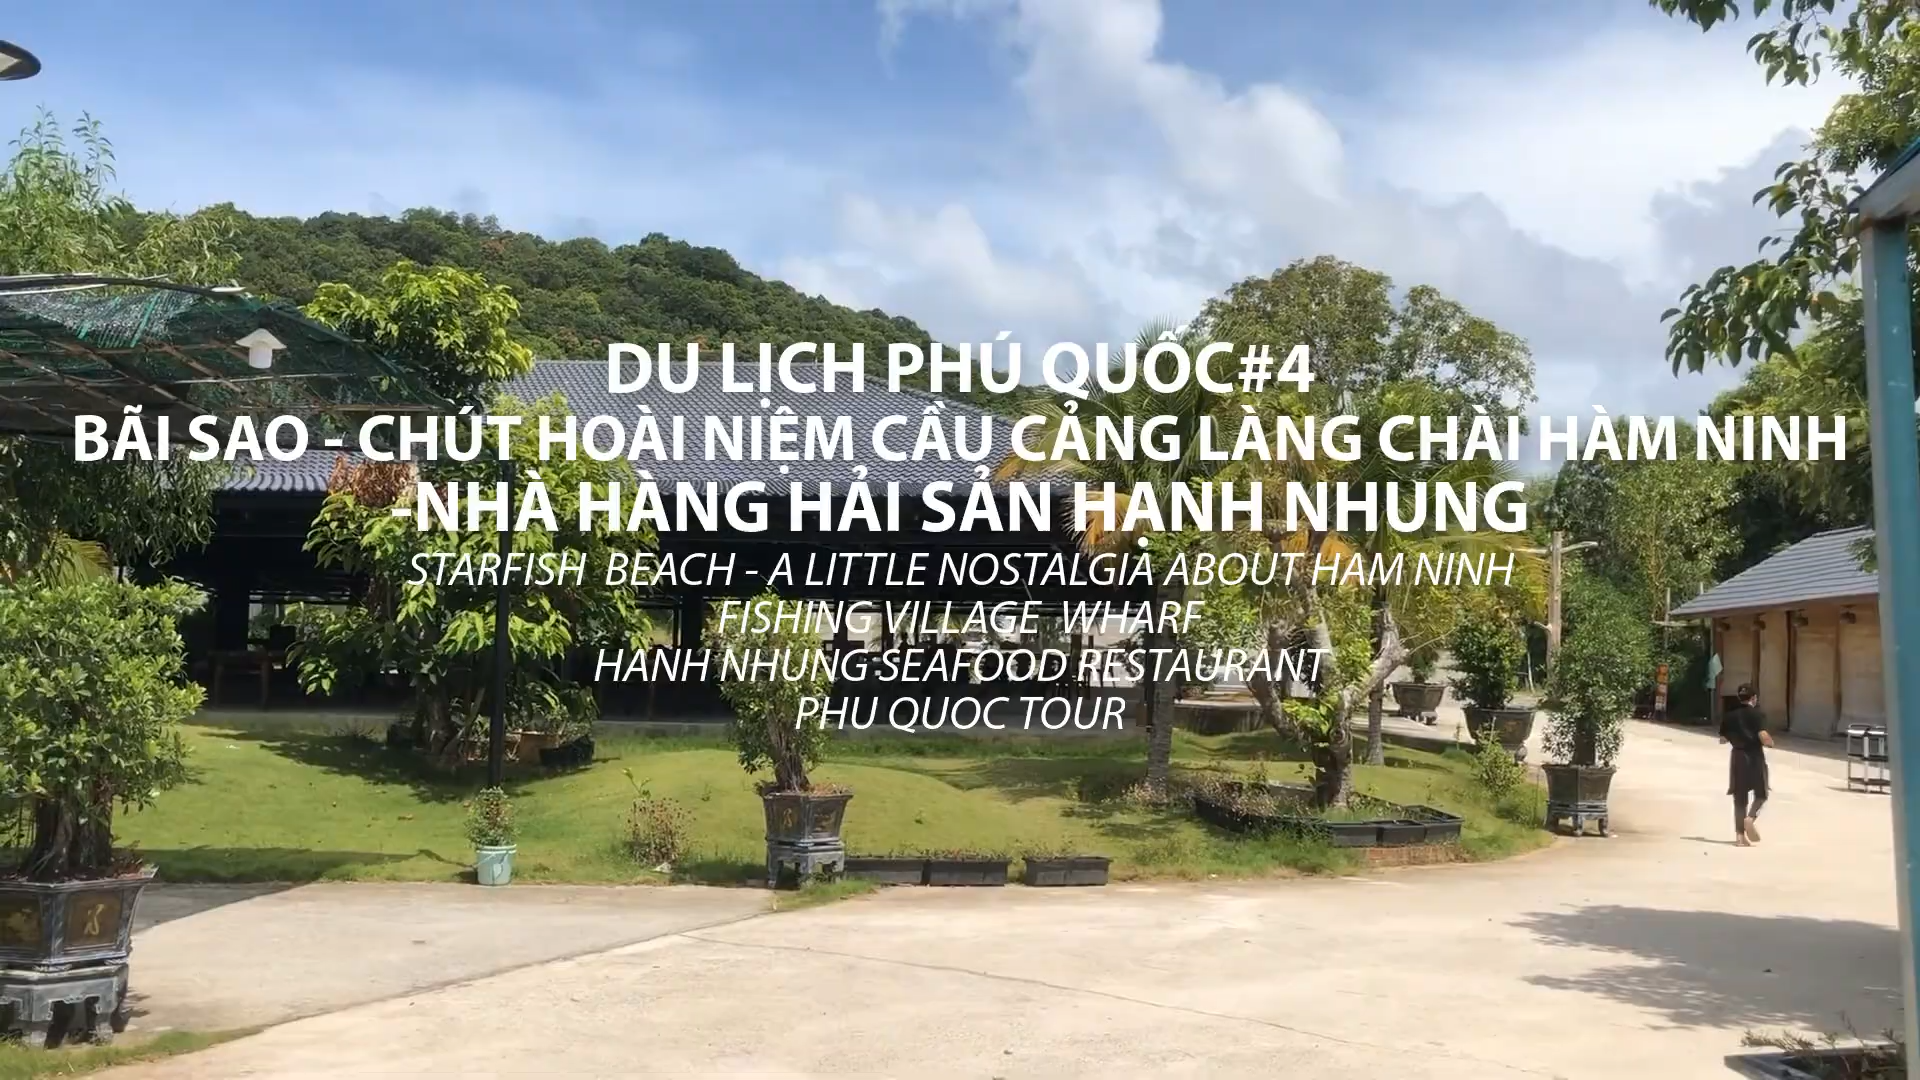 DU LỊCH PHÚ QUỐC#4
BÃI SAO - CHÚT HOÀI NIỆM CẦU CẢNG LÀNG CHÀI HÀM NINH
-NHÀ HÀNG HẢI SẢN HẠNH NHUNG
STARFISH BEACH - A LITTLE NOSTALGIA ABOUT HAM NINH
FISHING VILLAGE WHARF
HANH NHUNG SEAFOOD RESTAURANT
PHU QUOC TOUR